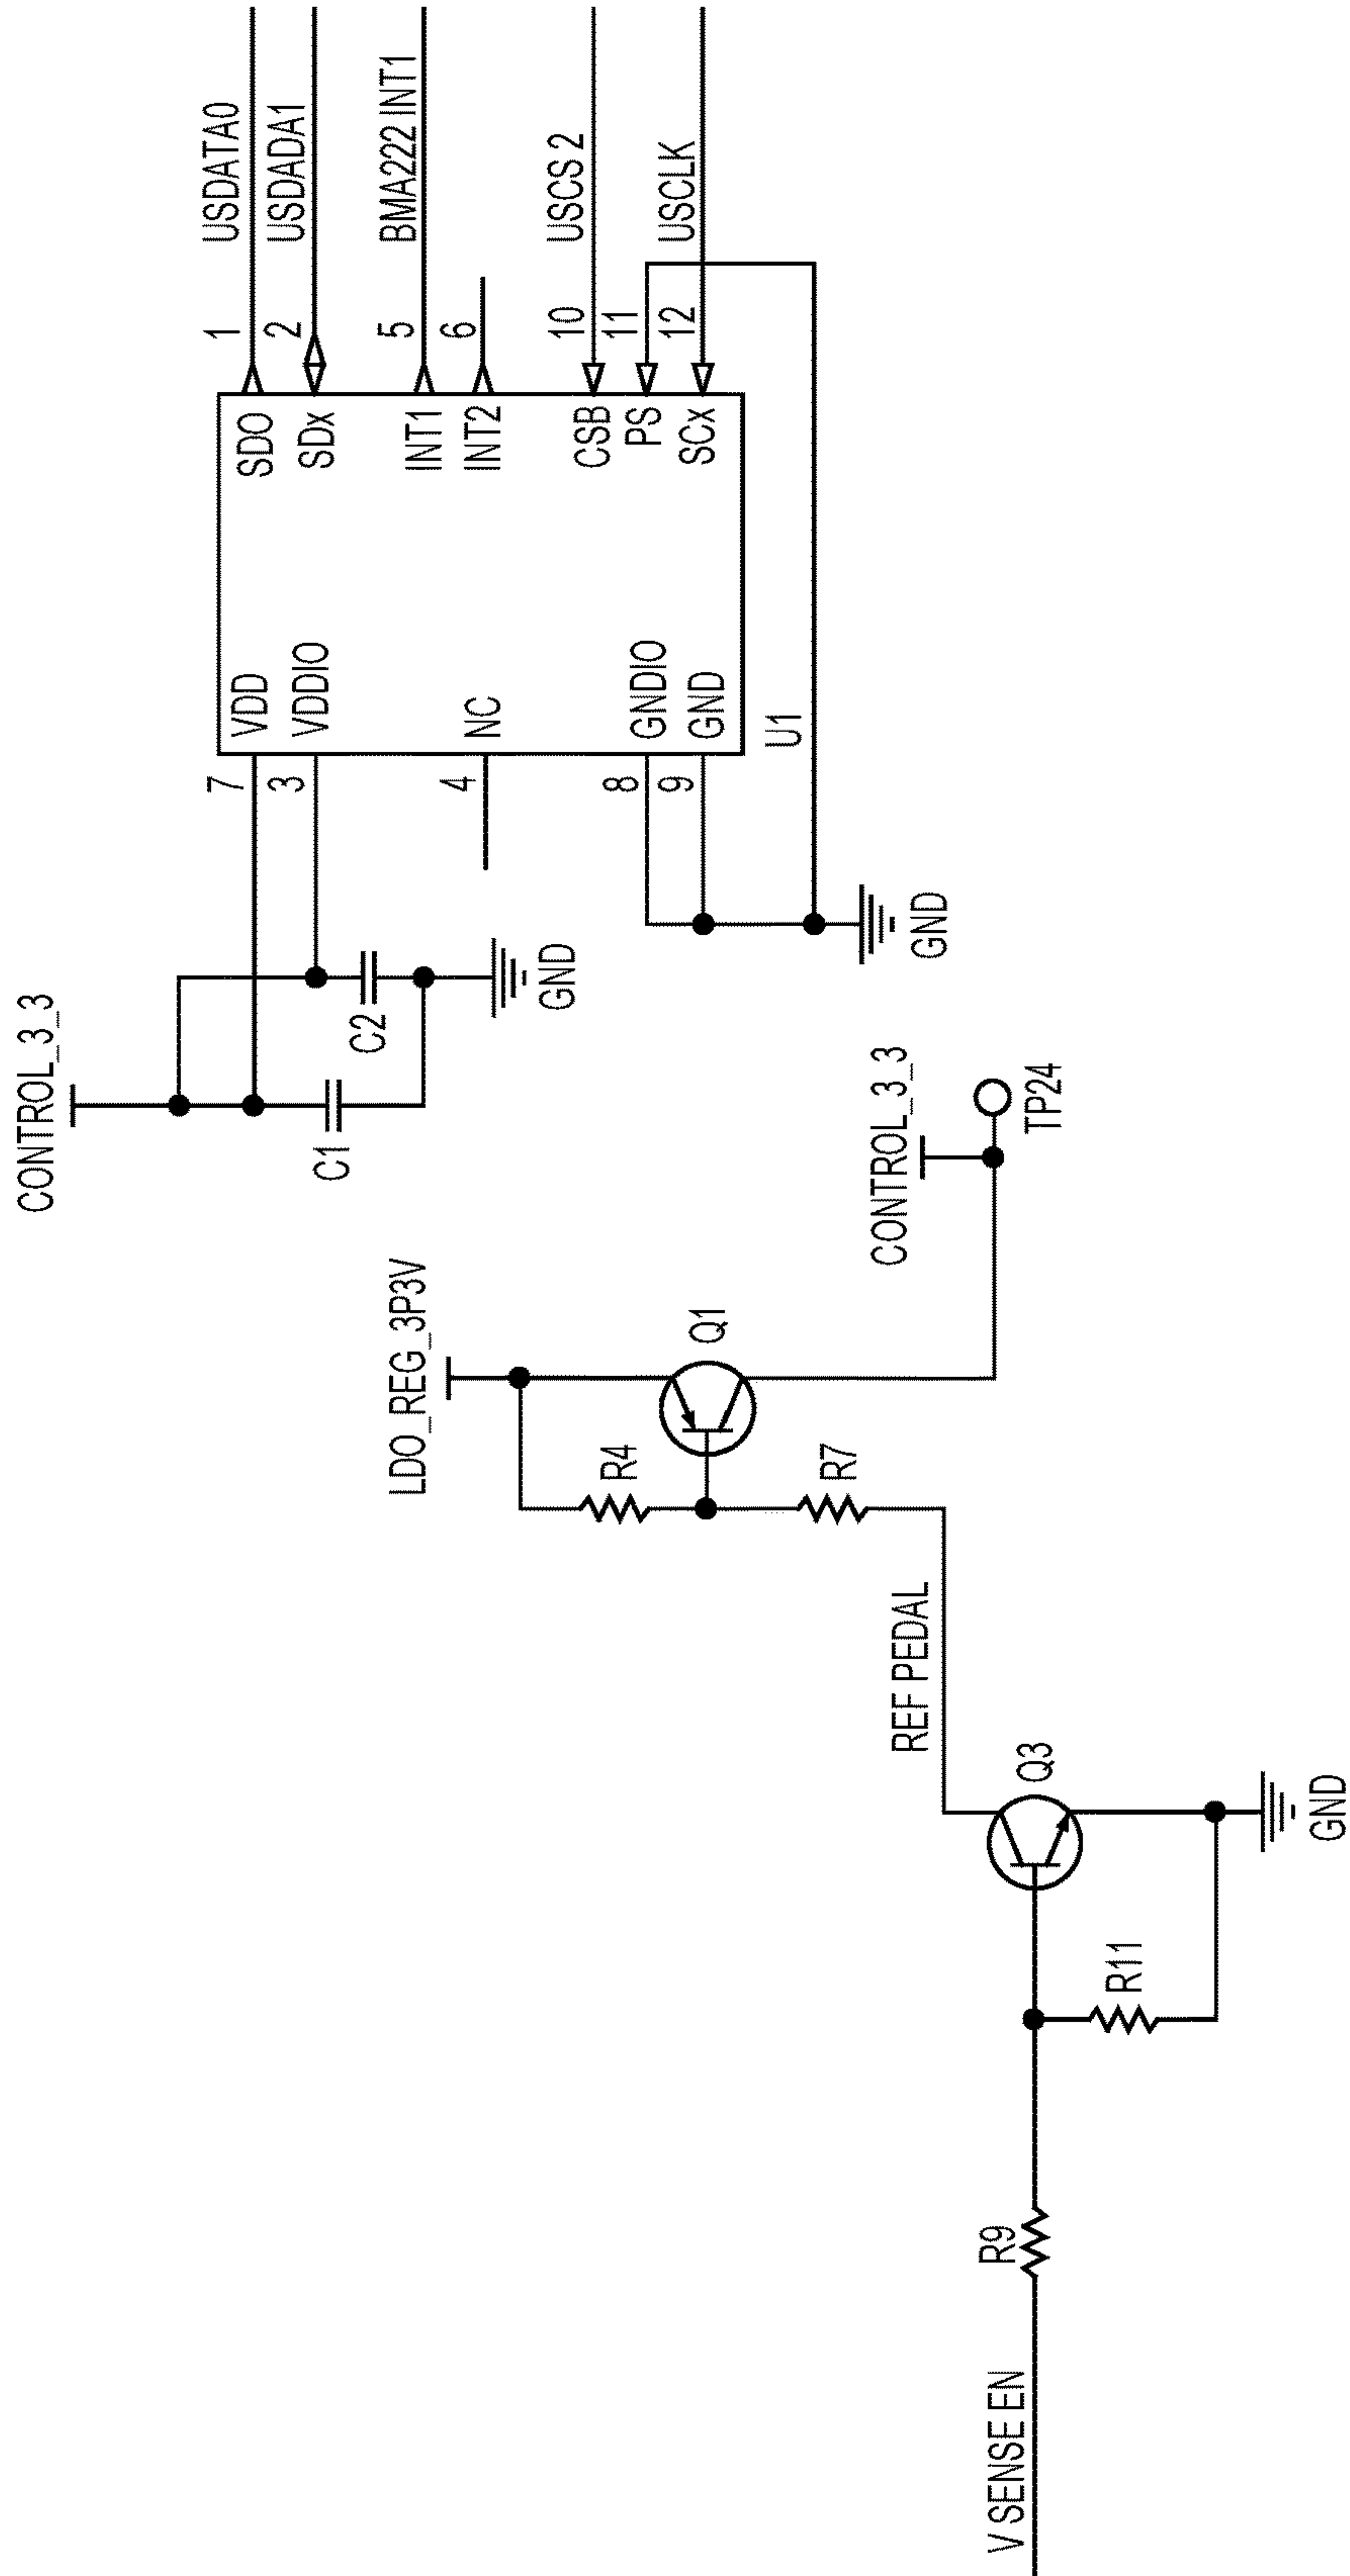 CONTROL_3_3
C1
C2
GND
7
3
4
8
9
VDD
VDDIO
NC
GNDIO
GND
SDO
SDx
INT1
INT2
CSB
PS
SCx
1
2
5
6
10
11
12
USDATA0
USDADA1
BMA222 INT1
USCS 2
USCLK
U1
GND
LDO_REG_3P3V
R4
Q1
R7
CONTROL_3_3
TP24
REF PEDAL
Q3
GND
R11
R9
V SENSE EN